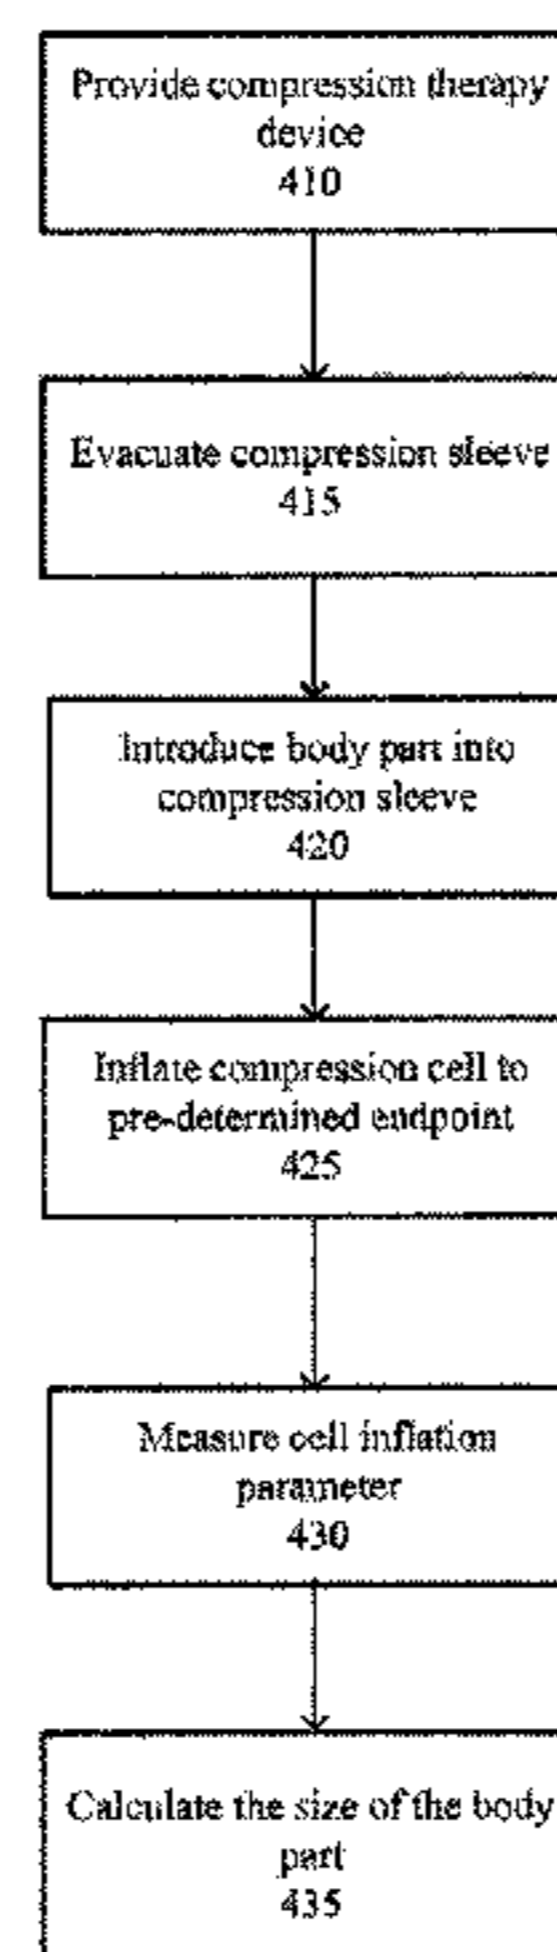 Provide compression therapy
device
410
Evacuate compression sleeve
415
Introduce body part into
compression sleeve
420
Inflate compression cell to
pre-determined endpoint
425
Measure cell inflation
parameter
430
Calculate the size of the body
part
435